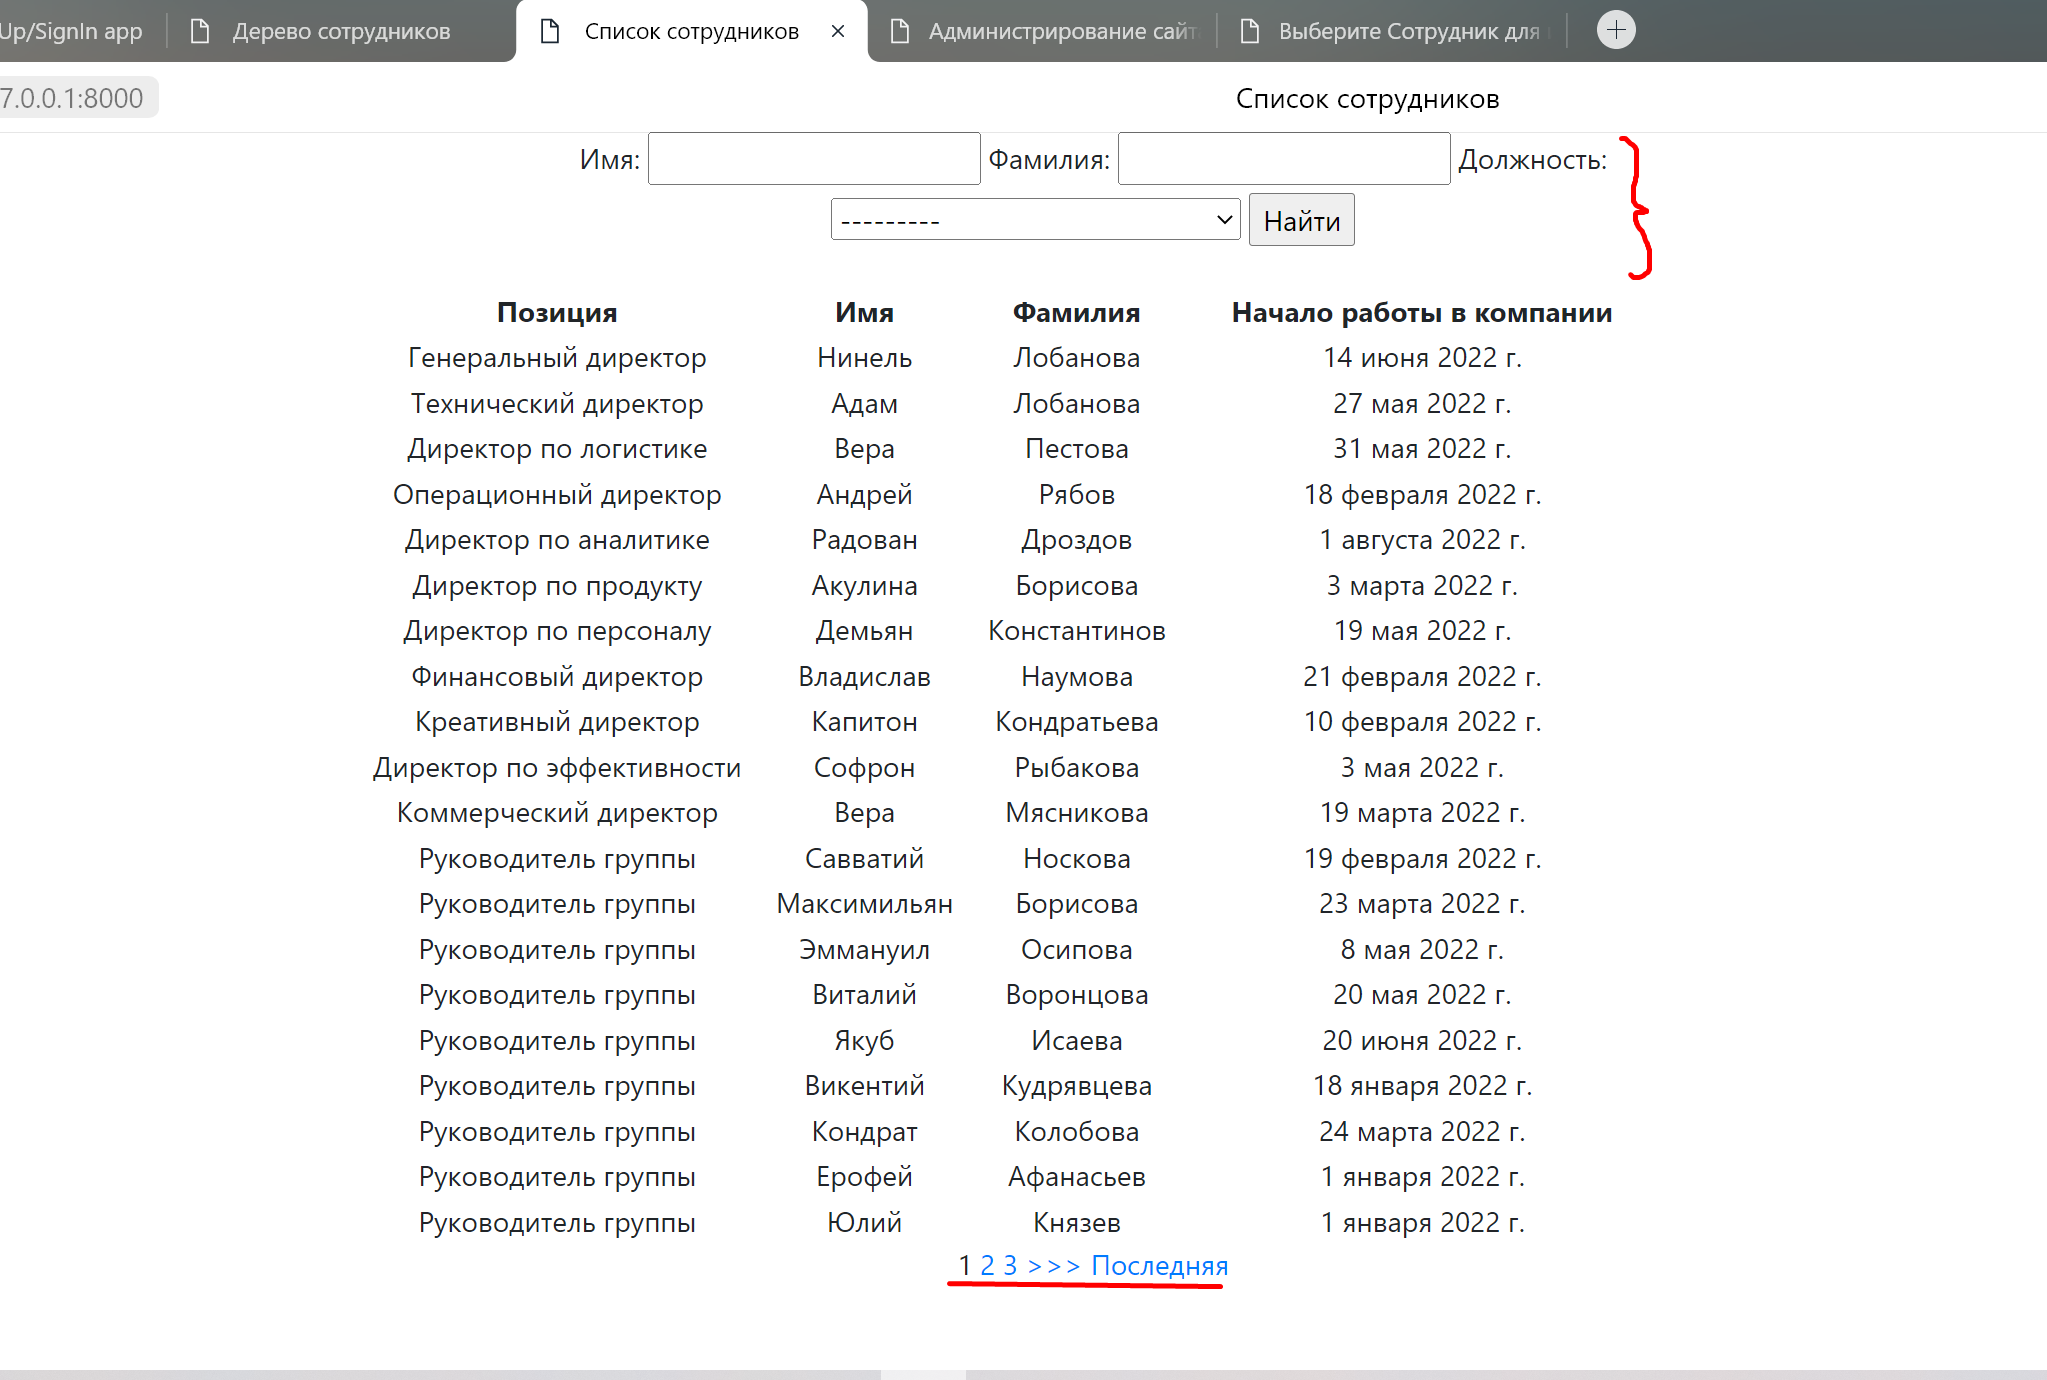 Up/SignIn app Дерево сотрудников Список сотрудников Администрирование сайт Выберите Сотрудник для
7.0.0.1:8000 Список сотрудников
Имя: Фамилия: Должность:
--------- Найти
Позиция Имя Фамилия Начало работы в компании
Генеральный директор Нинель Лобанова 14 июня 2022 г.
Технический директор Адам Лобанова 27 мая 2022 г.
Директор по логистике Вера Пестова 31 мая 2022 г.
Операционный директор Андрей Рябов 18 февраля 2022 г.
Директор по аналитике Радован Дроздов 1 августа 2022 г.
Директор по продукту Акулина Борисова 3 марта 2022 г.
Директор по персоналу Демьян Константинов 19 мая 2022 г.
Финансовый директор Владислав Наумова 21 февраля 2022 г.
Креативный директор Капитон Кондратьева 10 февраля 2022 г.
Директор по эффективности Софрон Рыбакова 3 мая 2022 г.
Коммерческий директор Вера Мясникова 19 марта 2022 г.
Руководитель группы Савватий Носкова 19 февраля 2022 г.
Руководитель группы Максимильян Борисова 23 марта 2022 г.
Руководитель группы Эммануил Осипова 8 мая 2022 г.
Руководитель группы Виталий Воронцова 20 мая 2022 г.
Руководитель группы Якуб Исаева 20 июня 2022 г.
Руководитель группы Викентий Кудрявцева 18 января 2022 г.
Руководитель группы Кондрат Колобова 24 марта 2022 г.
Руководитель группы Ерофей Афанасьев 1 января 2022 г.
Руководитель группы Юлий Князев 1 января 2022 г.
1 2 3 >>> Последняя